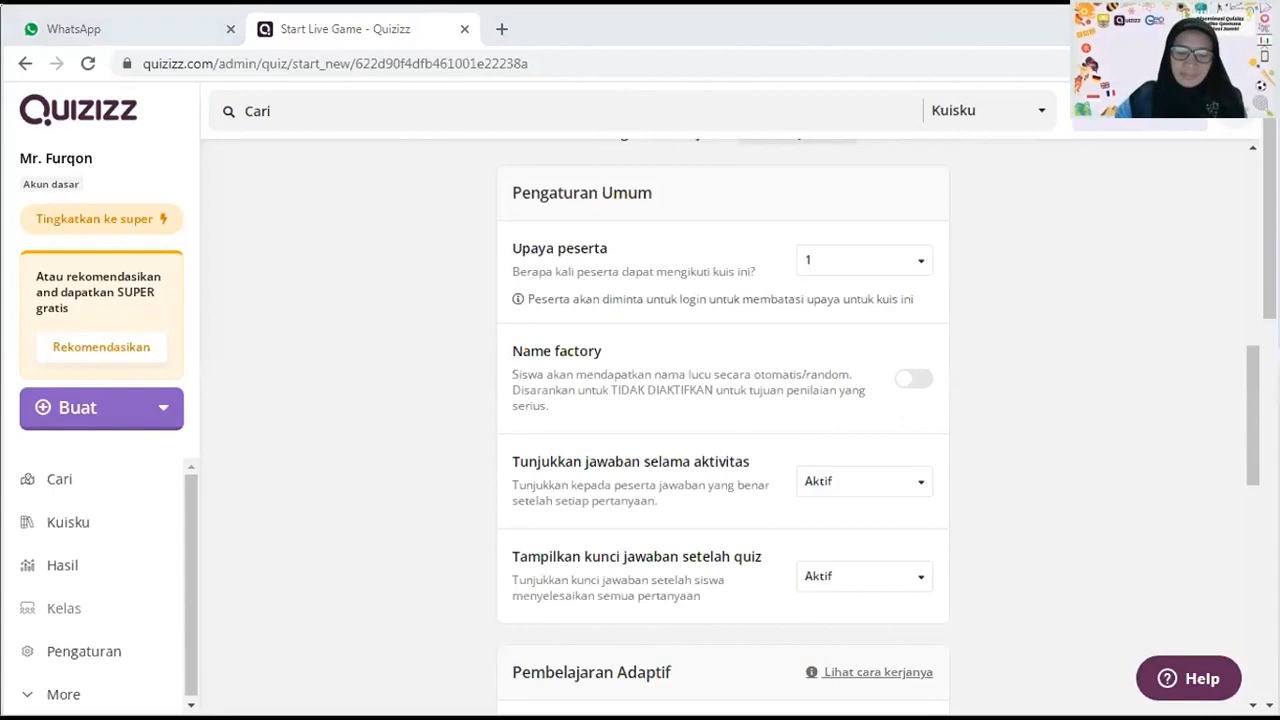 WhatsApp
Start Live Game - Quizizz
quizizz.com/admin/quiz/start_new/622d90f4dfb461001e22238a
QUIZIZZ
Cari
Kuisku
Mr. Furqon
Akun dasar
Tingkatkan ke super
Atau rekomendasikan
and dapatkan SUPER
gratis
Rekomendasikan
Buat
Cari
Kuisku
Hasil
Kelas
Pengaturan
More
Pengaturan Umum
Upaya peserta
1
Berapa kali peserta dapat mengikuti kuis ini?
Peserta akan diminta untuk login untuk membatasi upaya untuk kuis ini
Name factory
Siswa akan mendapatkan nama lucu secara otomatis/random.
Disarankan untuk TIDAK DIAKTIFKAN untuk tujuan penilaian yang
serius.
Tunjukkan jawaban selama aktivitas
Aktif
Tunjukkan kepada peserta jawaban yang benar
setelah setiap pertanyaan.
Tampilkan kunci jawaban setelah quiz
Aktif
Tunjukkan kunci jawaban setelah siswa
menyelesaikan semua pertanyaan
Pembelajaran Adaptif
Lihat cara kerjanya
Help